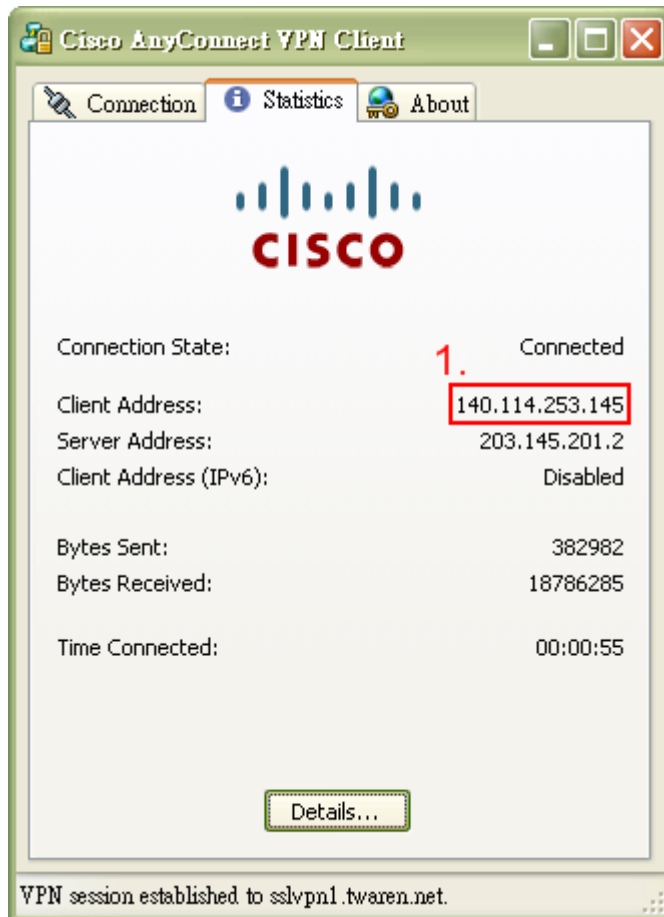 Cisco AnyConnect VPN Client
Connection Statistics About
CISCO
Connection State: Connected
1.
Client Address: 140.114.253.145
Server Address: 203.145.201.2
Client Address (IPv6): Disabled
Bytes Sent: 382982
Bytes Received: 18786285
Time Connected: 00:00:55
Details...
VPN session established to sslvpn1.twaren.net.